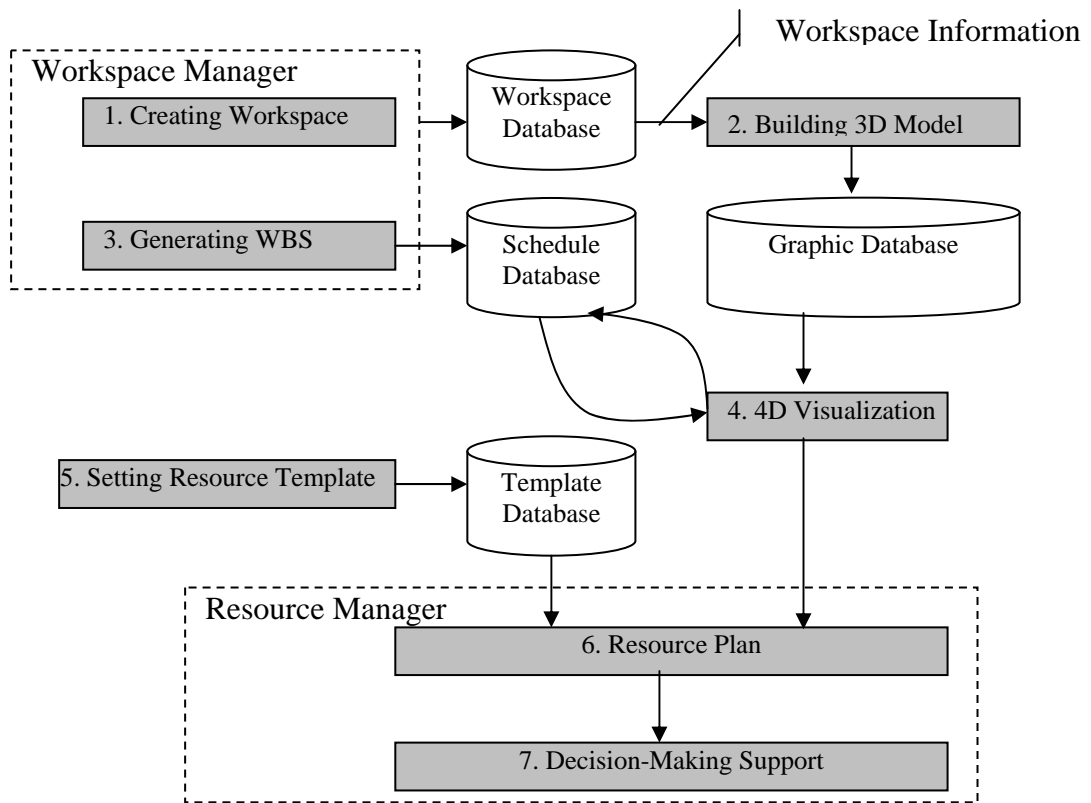 Workspace Information
Workspace Manager
1. Creating Workspace
Workspace
Database
2. Building 3D Model
3. Generating WBS
Schedule
Database
Graphic Database
4. 4D Visualization
5. Setting Resource Template
Template
Database
Resource Manager
6. Resource Plan
7. Decision-Making Support